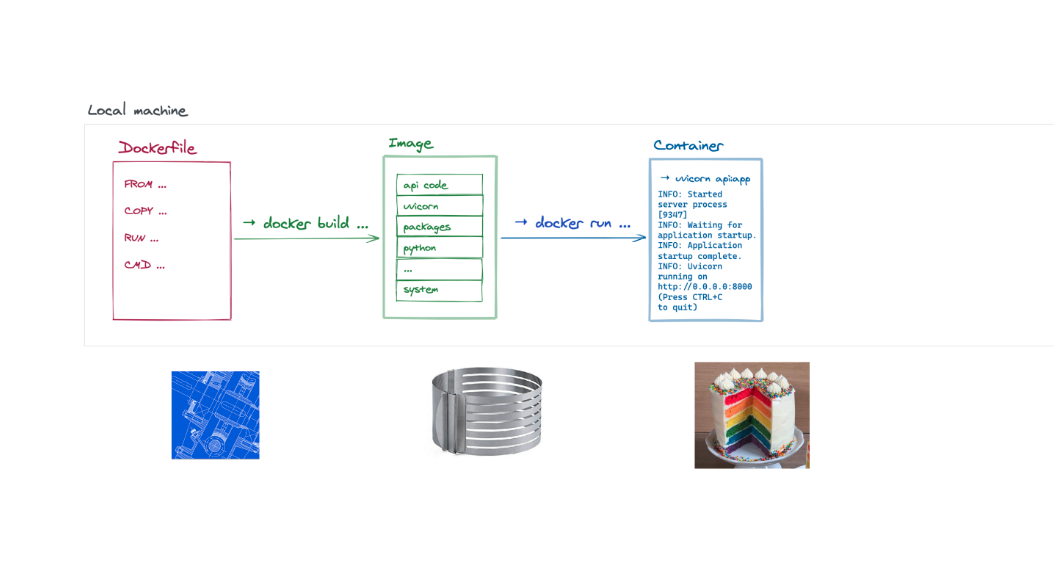 Local machine
Dockerfile
FROM ...
COPY ...
RUN ...
CMD ...
→ docker build ...
Image
api code
uvicorn
packages
python
...
system
→ docker run ...
Container
→ uvicorn api:app
INFO: Started
server process
[9347]
INFO: Waiting for
application startup.
INFO: Application
startup complete.
INFO: Uvicorn
running on
http://0.0.0.0:8000
(Press CTRL+C
to quit)